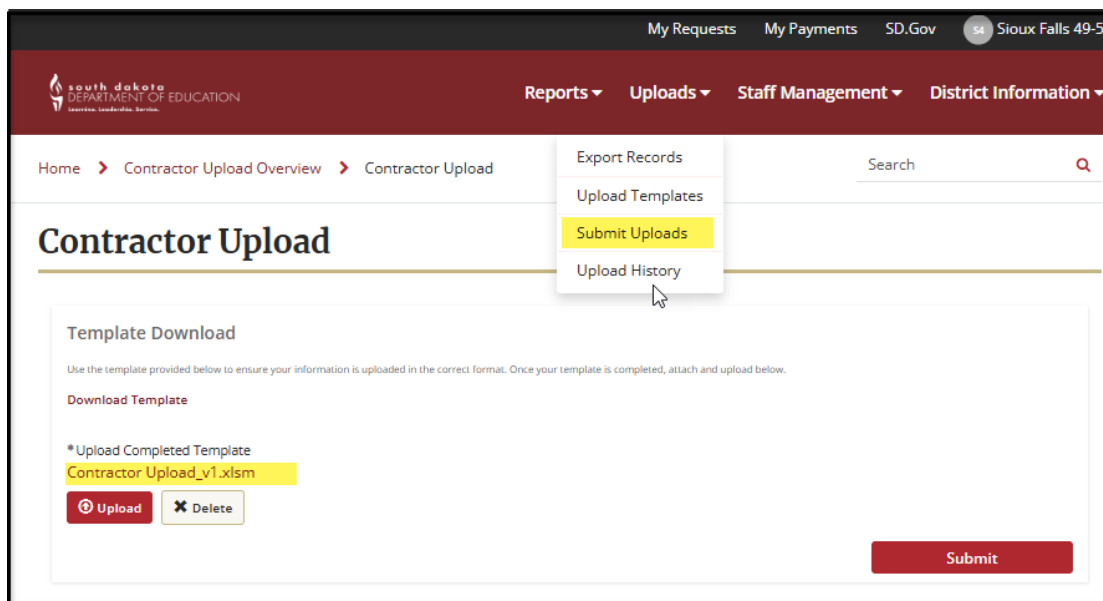 My Requests My Payments SD.Gov S4 Sioux Falls 49-5
south dakota
DEPARTMENT OF EDUCATION
Learning. Leadership. Service.
Reports Uploads Staff Management District Information
Home Contractor Upload Overview Contractor Upload
Search
Export Records
Upload Templates
Submit Uploads
Upload History
Contractor Upload
Template Download
Use the template provided below to ensure your information is uploaded in the correct format. Once your template is completed, attach and upload below.
Download Template
*Upload Completed Template
Contractor Upload_v1.xlsm
Upload Delete
Submit